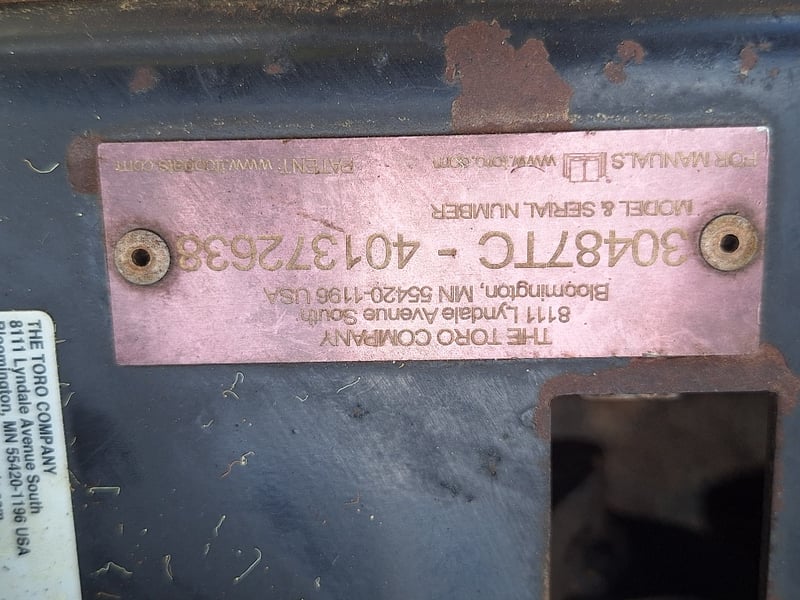 THE TORO COMPANY
8111 Lyndale Avenue South
Bloomington, MN 55420-1196 USA
30487TC - 401372638
MODEL & SERIAL NUMBER
FOR MANUALS www.toro.com PATENT: www.ttcopats.com
THE TORO COMPANY
8111 Lyndale Avenue South
Bloomington, MN 55420-1196 USA